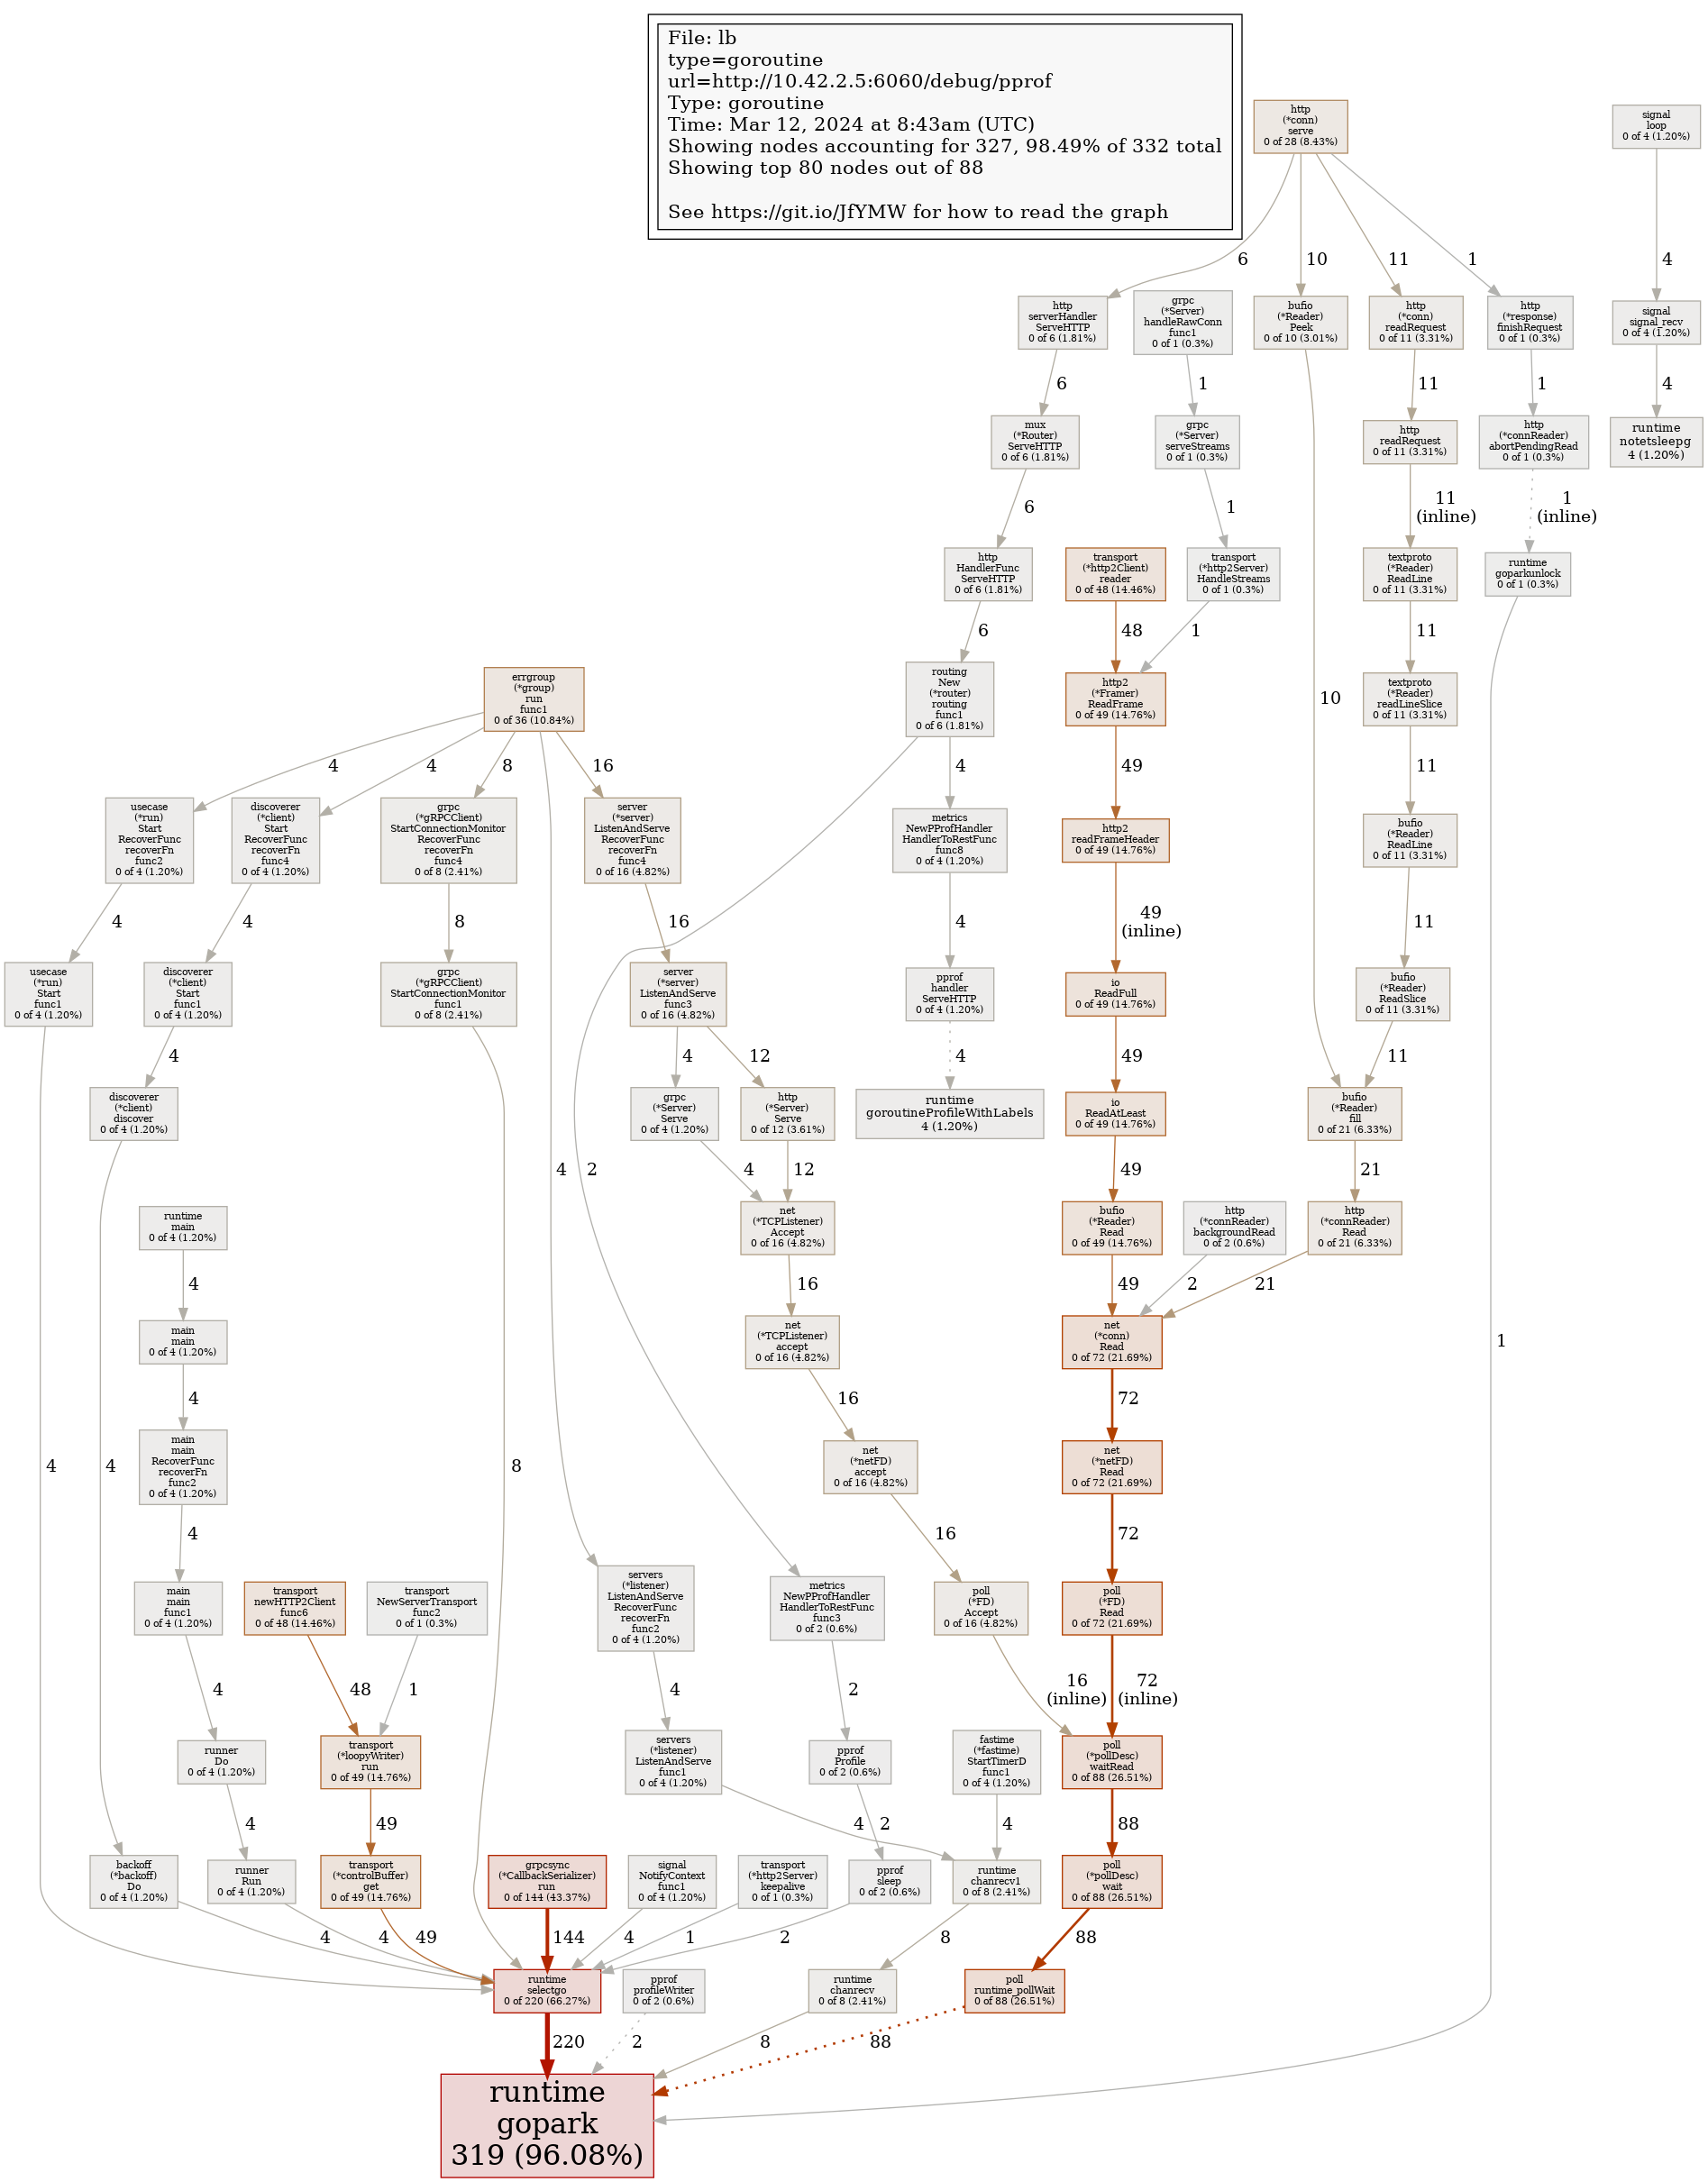 File: lb
type=goroutine
url=http://10.42.2.5:6060/debug/pprof
Type: goroutine
Time: Mar 12, 2024 at 8:43am (UTC)
Showing nodes accounting for 327, 98.49% of 332 total
Showing top 80 nodes out of 88
See https://git.io/JfYMW for how to read the graph
http
(*conn)
serve
0 of 28 (8.43%)
signal
loop
0 of 4 (1.20%)
6
10
11
1
4
http
serverHandler
ServeHTTP
0 of 6 (1.81%)
grpc
(*Server)
handleRawConn
func1
0 of 1 (0.3%)
bufio
(*Reader)
Peek
0 of 10 (3.01%)
http
(*conn)
readRequest
0 of 11 (3.31%)
http
(*response)
finishRequest
0 of 1 (0.3%)
signal
signal_recv
0 of 4 (1.20%)
6
1
11
1
4
mux
(*Router)
ServeHTTP
0 of 6 (1.81%)
grpc
(*Server)
serveStreams
0 of 1 (0.3%)
http
readRequest
0 of 11 (3.31%)
http
(*connReader)
abortPendingRead
0 of 1 (0.3%)
runtime
notetsleepg
4 (1.20%)
6
1
11
(inline)
1
(inline)
http
HandlerFunc
ServeHTTP
0 of 6 (1.81%)
transport
(*http2Client)
reader
0 of 48 (14.46%)
transport
(*http2Server)
HandleStreams
0 of 1 (0.3%)
textproto
(*Reader)
ReadLine
0 of 11 (3.31%)
runtime
goparkunlock
0 of 1 (0.3%)
6
48
1
11
errgroup
(*group)
run
func1
0 of 36 (10.84%)
routing
New
(*router)
routing
func1
0 of 6 (1.81%)
http2
(*Framer)
ReadFrame
0 of 49 (14.76%)
10
textproto
(*Reader)
readLineSlice
0 of 11 (3.31%)
4
4
8
16
4
49
11
usecase
(*run)
Start
RecoverFunc
recoverFn
func2
0 of 4 (1.20%)
discoverer
(*client)
Start
RecoverFunc
recoverFn
func4
0 of 4 (1.20%)
grpc
(*gRPCClient)
StartConnectionMonitor
RecoverFunc
recoverFn
func4
0 of 8 (2.41%)
server
(*server)
ListenAndServe
RecoverFunc
recoverFn
func4
0 of 16 (4.82%)
metrics
NewPProfHandler
HandlerToRestFunc
func8
0 of 4 (1.20%)
http2
readFrameHeader
0 of 49 (14.76%)
bufio
(*Reader)
ReadLine
0 of 11 (3.31%)
4
4
8
16
4
49
(inline)
11
usecase
(*run)
Start
func1
0 of 4 (1.20%)
discoverer
(*client)
Start
func1
0 of 4 (1.20%)
grpc
(*gRPCClient)
StartConnectionMonitor
func1
0 of 8 (2.41%)
server
(*server)
ListenAndServe
func3
0 of 16 (4.82%)
pprof
handler
ServeHTTP
0 of 4 (1.20%)
io
ReadFull
0 of 49 (14.76%)
bufio
(*Reader)
ReadSlice
0 of 11 (3.31%)
4
4
12
4
49
11
discoverer
(*client)
discover
0 of 4 (1.20%)
grpc
(*Server)
Serve
0 of 4 (1.20%)
http
(*Server)
Serve
0 of 12 (3.61%)
runtime
goroutineProfileWithLabels
4 (1.20%)
io
ReadAtLeast
0 of 49 (14.76%)
bufio
(*Reader)
fill
0 of 21 (6.33%)
4
2
4
12
49
21
runtime
main
0 of 4 (1.20%)
net
(*TCPListener)
Accept
0 of 16 (4.82%)
bufio
(*Reader)
Read
0 of 49 (14.76%)
http
(*connReader)
backgroundRead
0 of 2 (0.6%)
http
(*connReader)
Read
0 of 21 (6.33%)
4
16
49
2
21
main
main
0 of 4 (1.20%)
net
(*TCPListener)
accept
0 of 16 (4.82%)
net
(*conn)
Read
0 of 72 (21.69%)
1
4
16
72
main
main
RecoverFunc
recoverFn
func2
0 of 4 (1.20%)
net
(*netFD)
accept
0 of 16 (4.82%)
net
(*netFD)
Read
0 of 72 (21.69%)
4
4
8
4
16
72
main
main
func1
0 of 4 (1.20%)
transport
newHTTP2Client
func6
0 of 48 (14.46%)
transport
NewServerTransport
func2
0 of 1 (0.3%)
servers
(*listener)
ListenAndServe
RecoverFunc
recoverFn
func2
0 of 4 (1.20%)
metrics
NewPProfHandler
HandlerToRestFunc
func3
0 of 2 (0.6%)
poll
(*FD)
Accept
0 of 16 (4.82%)
poll
(*FD)
Read
0 of 72 (21.69%)
4
48
1
4
2
16
(inline)
72
(inline)
runner
Do
0 of 4 (1.20%)
transport
(*loopyWriter)
run
0 of 49 (14.76%)
servers
(*listener)
ListenAndServe
func1
0 of 4 (1.20%)
pprof
Profile
0 of 2 (0.6%)
fastime
(*fastime)
StartTimerD
func1
0 of 4 (1.20%)
poll
(*pollDesc)
waitRead
0 of 88 (26.51%)
4
49
4
2
4
88
backoff
(*backoff)
Do
0 of 4 (1.20%)
runner
Run
0 of 4 (1.20%)
transport
(*controlBuffer)
get
0 of 49 (14.76%)
grpcsync
(*CallbackSerializer)
run
0 of 144 (43.37%)
signal
NotifyContext
func1
0 of 4 (1.20%)
transport
(*http2Server)
keepalive
0 of 1 (0.3%)
pprof
sleep
0 of 2 (0.6%)
runtime
chanrecv1
0 of 8 (2.41%)
poll
(*pollDesc)
wait
0 of 88 (26.51%)
4
4
49
144
4
1
2
8
88
runtime
selectgo
0 of 220 (66.27%)
pprof
profileWriter
0 of 2 (0.6%)
runtime
chanrecv
0 of 8 (2.41%)
poll
runtime_pollWait
0 of 88 (26.51%)
220
2
8
88
runtime
gopark
319 (96.08%)